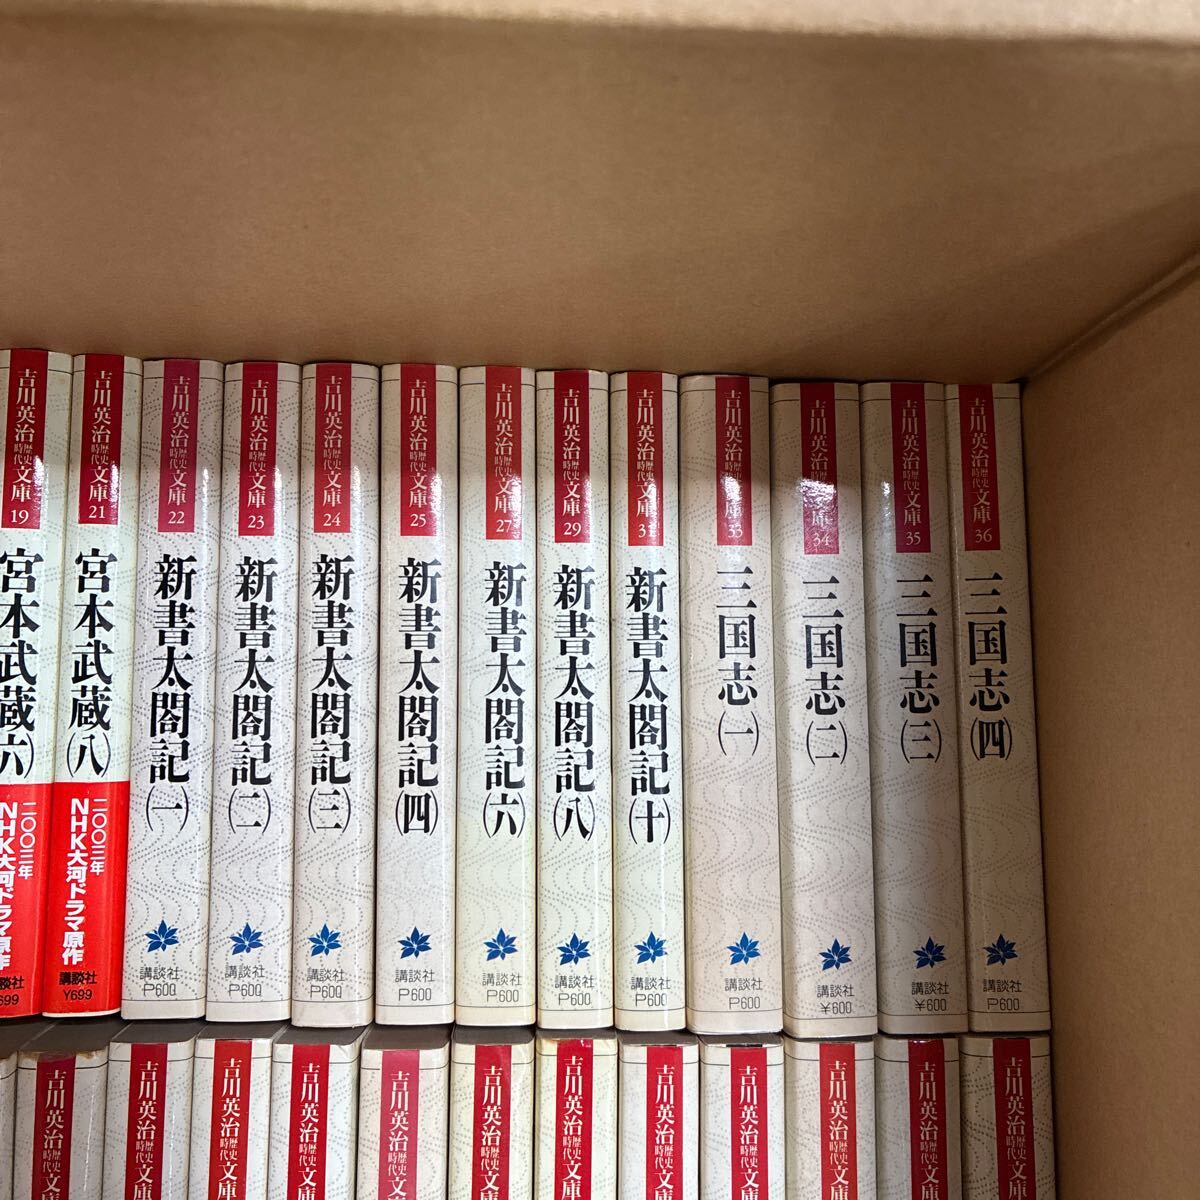 吉川英治歴史時代文庫
19
宮本武蔵(六)
二〇〇三年
NHK大河ドラマ原作
談社
699
吉川英治歴史時代文庫
21
宮本武蔵(八)
二〇〇三年
NHK大河ドラマ原作
講談社
¥699
吉川英治歴史時代文庫
22
新書太閤記(一)
講談社
P600
吉川英治歴史時代文庫
23
新書太閤記(二)
講談社
P600
吉川英治歴史時代文庫
24
新書太閤記(三)
講談社
P600
吉川英治歴史時代文庫
25
新書太閤記(四)
講談社
P600
吉川英治歴史時代文庫
27
新書太閤記(六)
講談社
P600
吉川英治歴史時代文庫
29
新書太閤記(八)
講談社
P600
吉川英治歴史時代文庫
31
新書太閤記(十)
講談社
P600
吉川英治歴史時代文庫
33
三国志(一)
講談社
P600
吉川英治歴史時代文庫
34
三国志(二)
講談社
¥600
吉川英治歴史時代文庫
35
三国志(三)
講談社
¥600
吉川英治歴史時代文庫
36
三国志(四)
講談社
P600
吉川英治歴史時代文
吉川英治歴史時代文庫
吉川英治歴史時代文庫
吉川英治歴史時代文庫
吉川英治歴史時代文
吉川英治歴史時代文
吉川英治歴史時代文庫
吉川英治歴史時代文
吉川英治歴史時代文
吉川英治歴史時代文庫
吉川英治歴史時代文庫
吉川英治歴史時代文